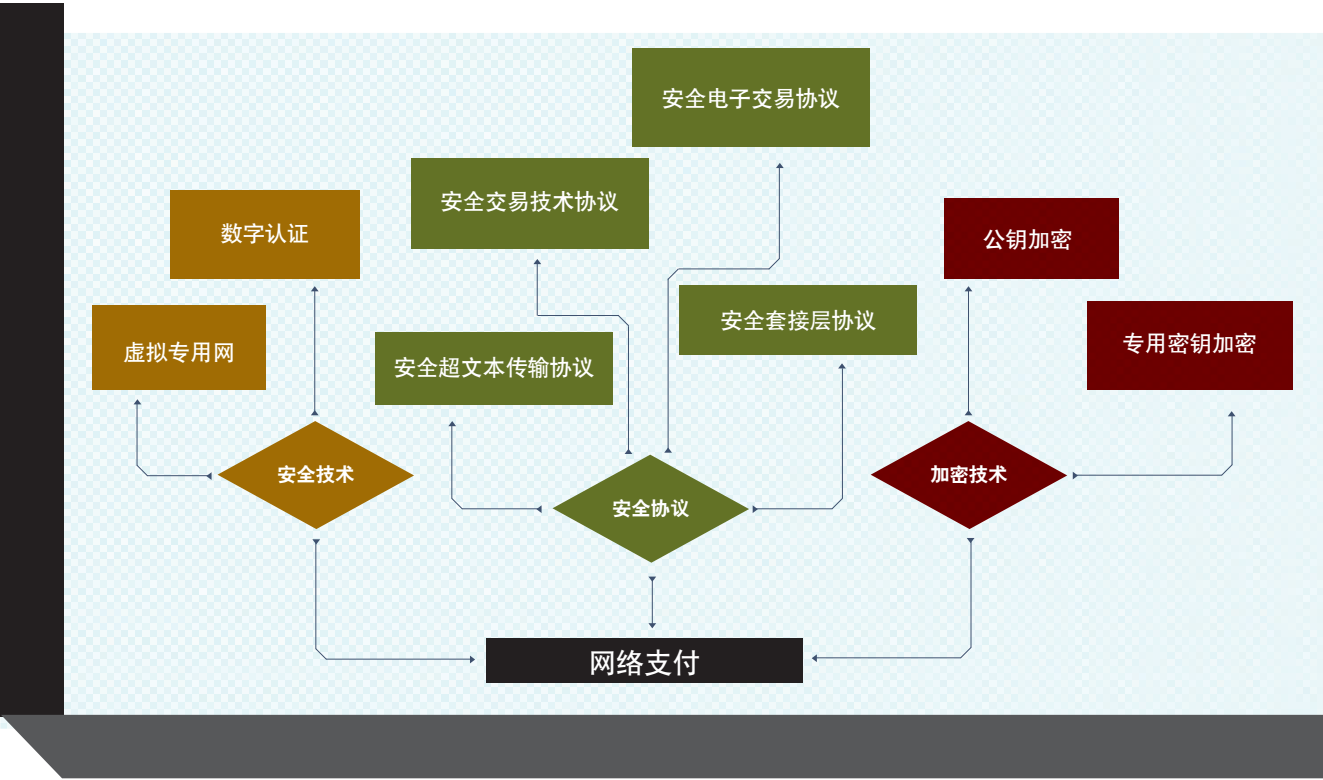 安全电子交易协议
安全交易技术协议
数字认证
公钥加密
安全套接层协议
虚拟专用网
安全超文本传输协议
专用密钥加密
安全技术
安全协议
加密技术
网络支付